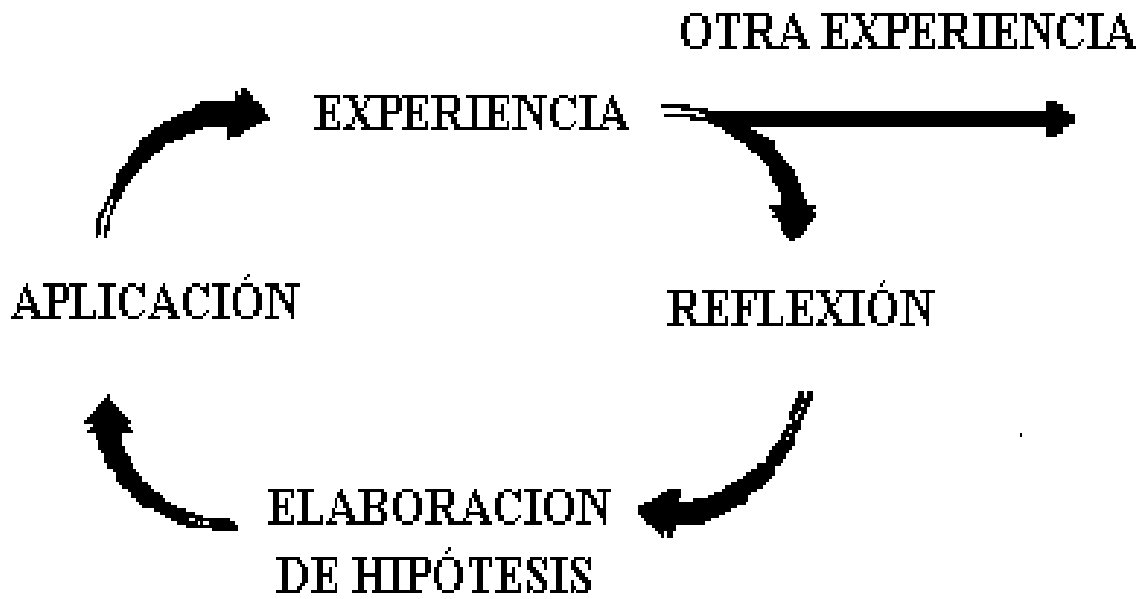 OTRA EXPERIENCIA
EXPERIENCIA
APLICACIÓN
REFLEXIÓN
ELABORACION
DE HIPÓTESIS